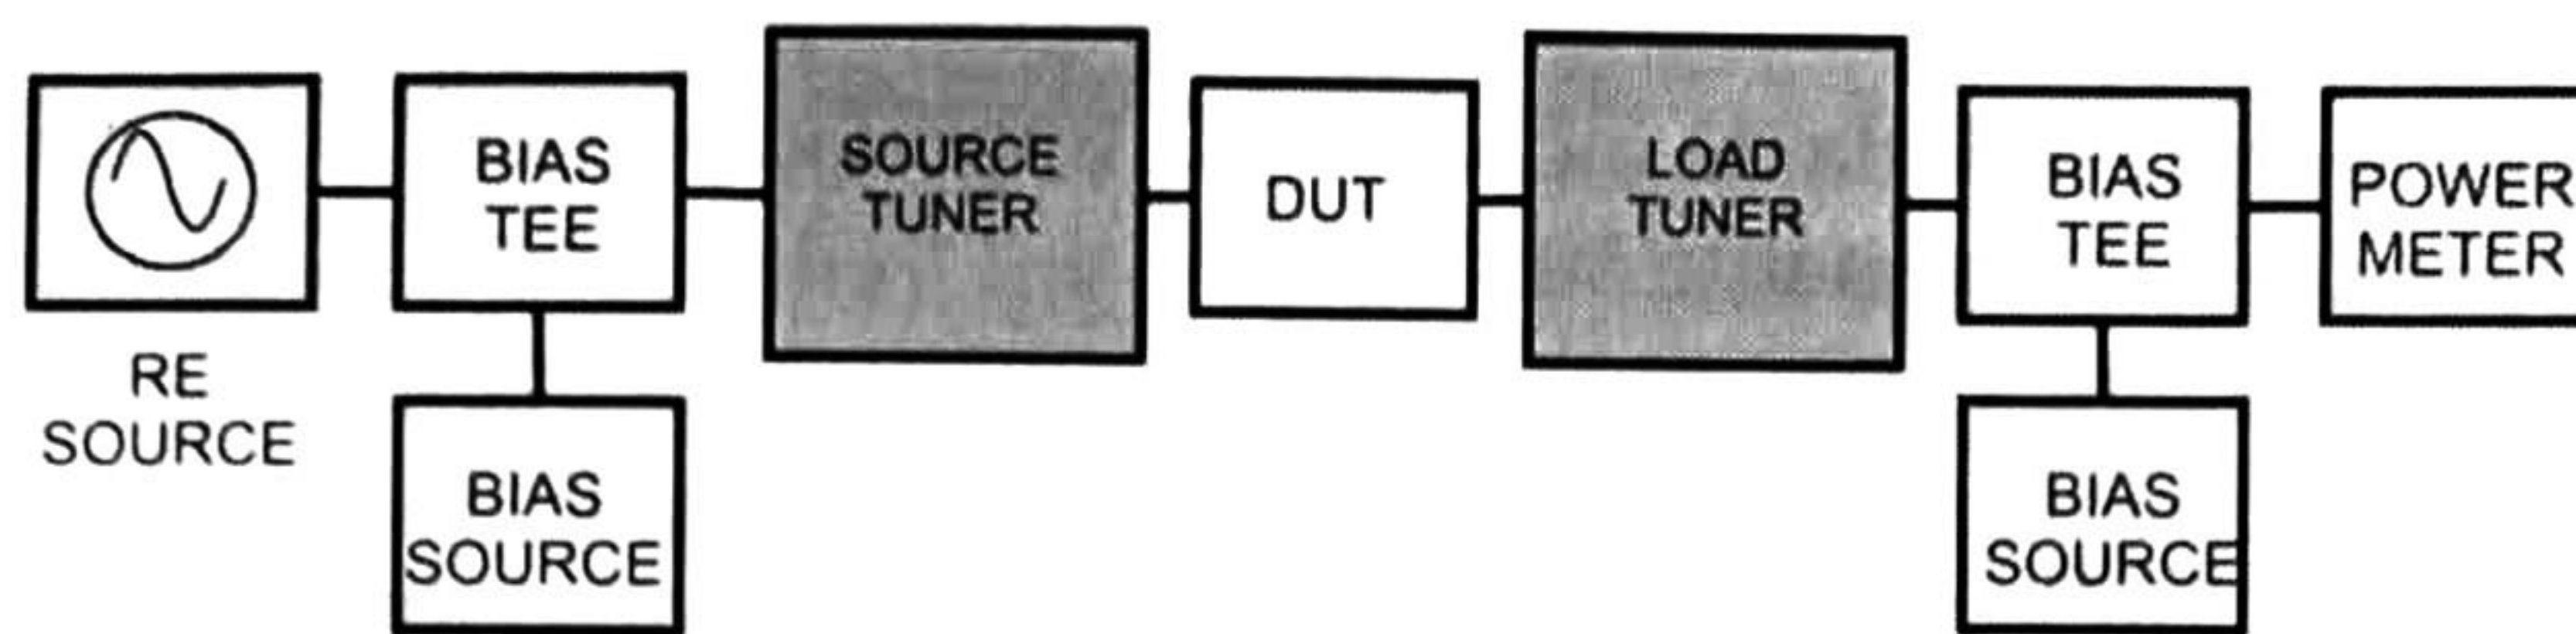 RE
SOURCE
BIAS
TEE
BIAS
SOURCE
SOURCE
TUNER
DUT
LOAD
TUNER
BIAS
TEE
BIAS
SOURCE
POWER
METER